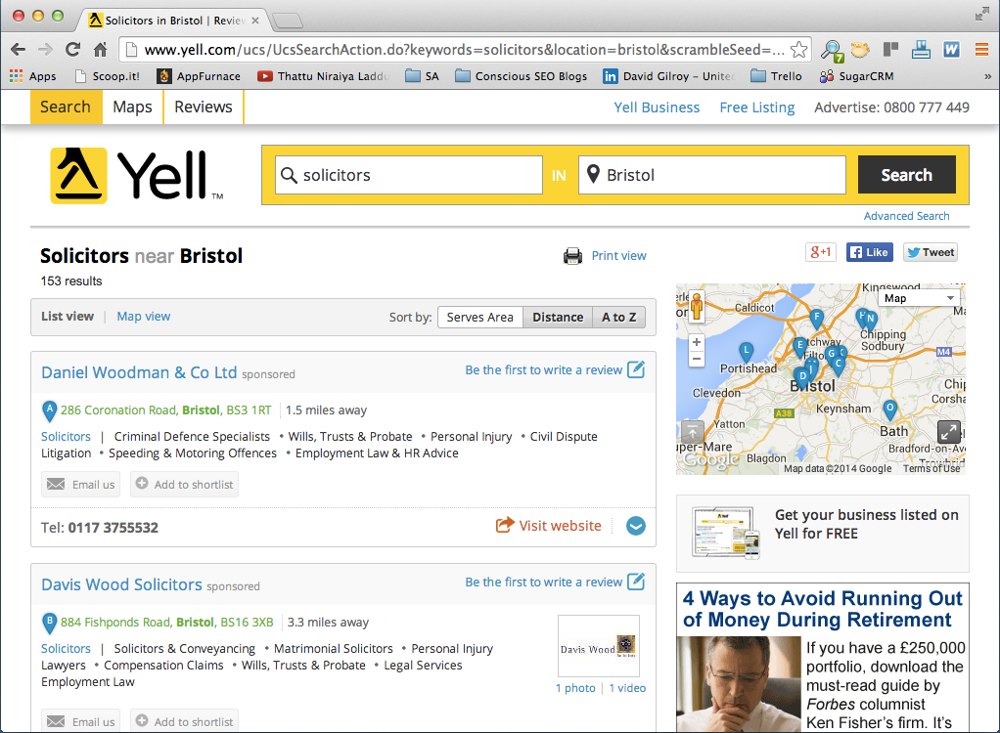 Solicitors in Bristol | Review
www.yell.com/ucs/UcsSearchAction.do?keywords=solicitors&location=bristol&scrambleSeed=...
7
W
Apps
Scoop.it!
AppFurnace
Thattu Niraiya Laddu
SA
Conscious SEO Blogs
David Gilroy – United
Trello
SugarCRM
»
Search
Maps
Reviews
Yell Business
Free Listing
Advertise: 0800 777 449
Yell™
solicitors
IN
Bristol
Search
Advanced Search
Solicitors near Bristol
153 results
Print view
g+1
Like
Tweet
List view | Map view
Sort by:
Serves Area
Distance
A to Z
Daniel Woodman & Co Ltd sponsored
Be the first to write a review
A
286 Coronation Road, Bristol, BS3 1RT
1.5 miles away
Solicitors | Criminal Defence Specialists • Wills, Trusts & Probate • Personal Injury • Civil Dispute
Litigation • Speeding & Motoring Offences • Employment Law & HR Advice
Email us
Add to shortlist
Tel: 0117 3755532
Visit website
Davis Wood Solicitors sponsored
Be the first to write a review
B
884 Fishponds Road, Bristol, BS16 3XB
3.3 miles away
Solicitors | Solicitors & Conveyancing • Matrimonial Solicitors • Personal Injury
Lawyers • Compensation Claims • Wills, Trusts & Probate • Legal Services
Employment Law
Davis Wood
1 photo | 1 video
Email us
Add to shortlist
Kingswood
Map
Caldicot
F
N
Chipping
Sodbury
E
G
C
L
M4
Portishead
D
Bristol
Clevedon
Keynsham
A38
Yatton
O
Bath
Bradford-on-Av
Google
Blagdon
Map data ©2014 Google
Terms of Use
Get your business listed on
Yell for FREE
4 Ways to Avoid Running Out
of Money During Retirement
If you have a £250,000
portfolio, download the
must-read guide by
Forbes columnist
Ken Fisher's firm. It's